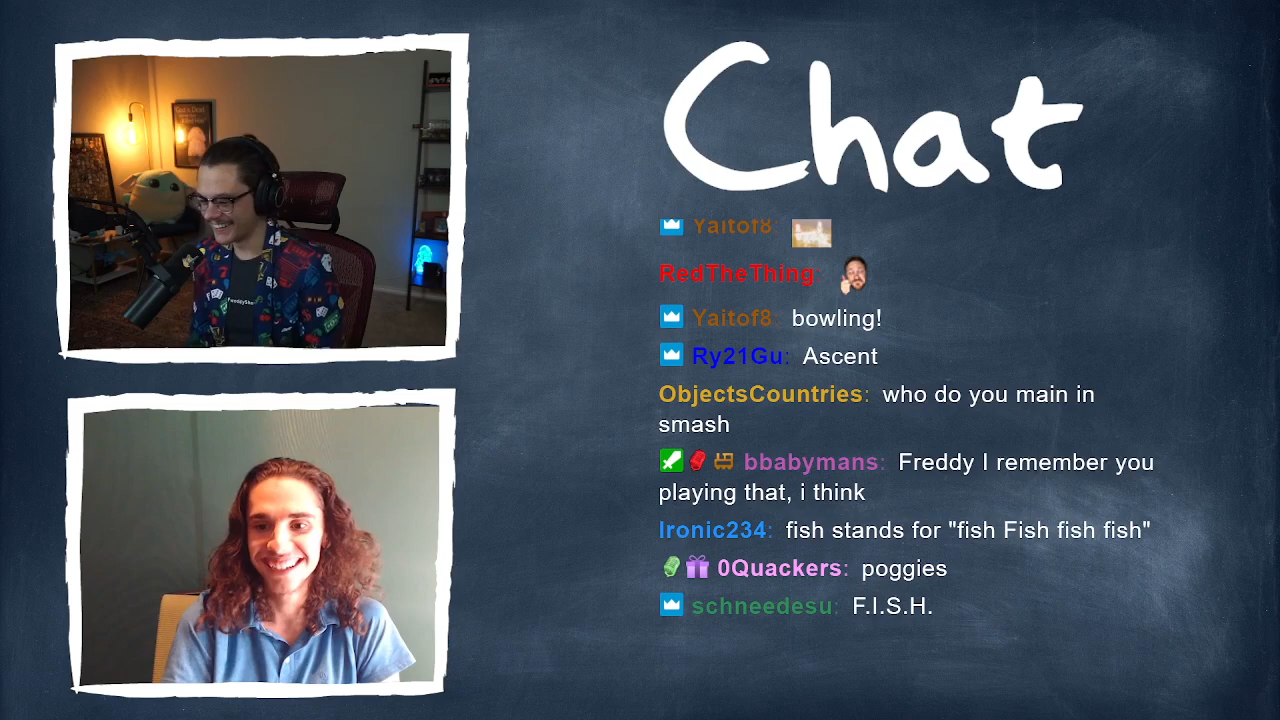 Chat
Yaitof8:
RedTheThing:
Yaitof8: bowling!
Ry21Gu: Ascent
ObjectsCountries: who do you main in
smash
bbabymans: Freddy I remember you
playing that, i think
Ironic234: fish stands for "fish Fish fish fish"
0Quackers: poggies
schneedesu: F.I.S.H.